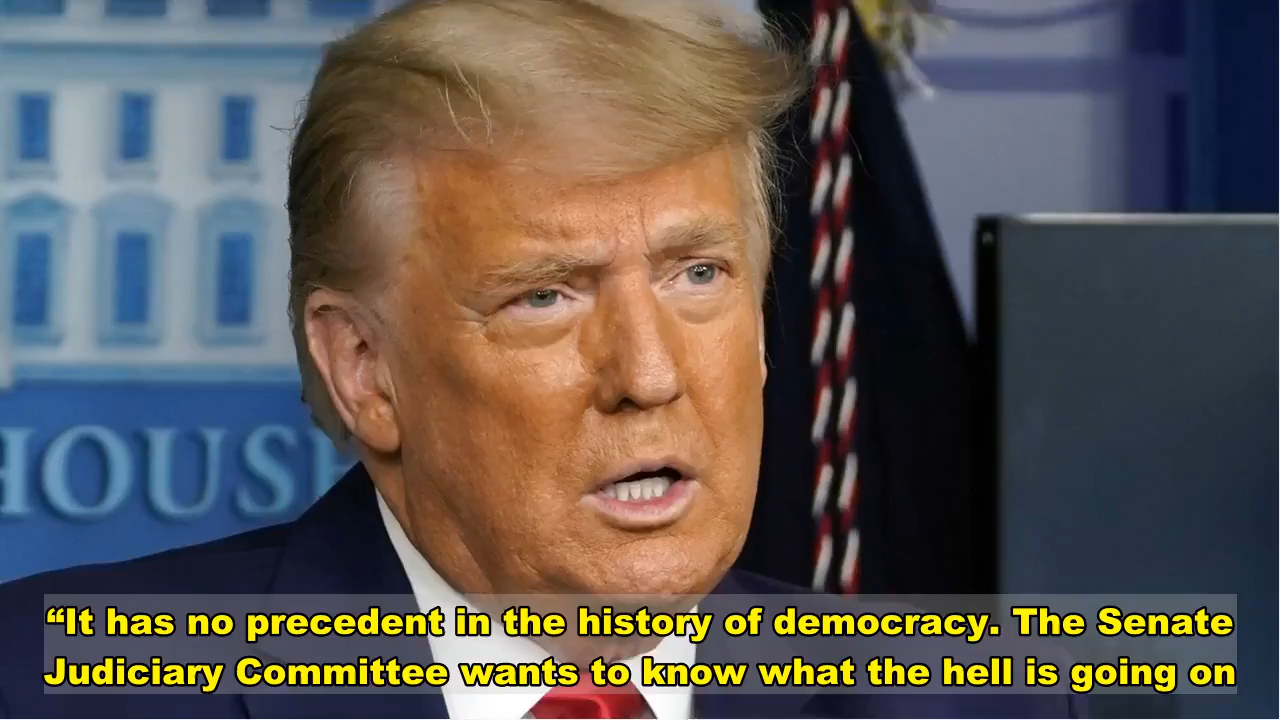 HOUSE
“It has no precedent in the history of democracy. The Senate
Judiciary Committee wants to know what the hell is going on